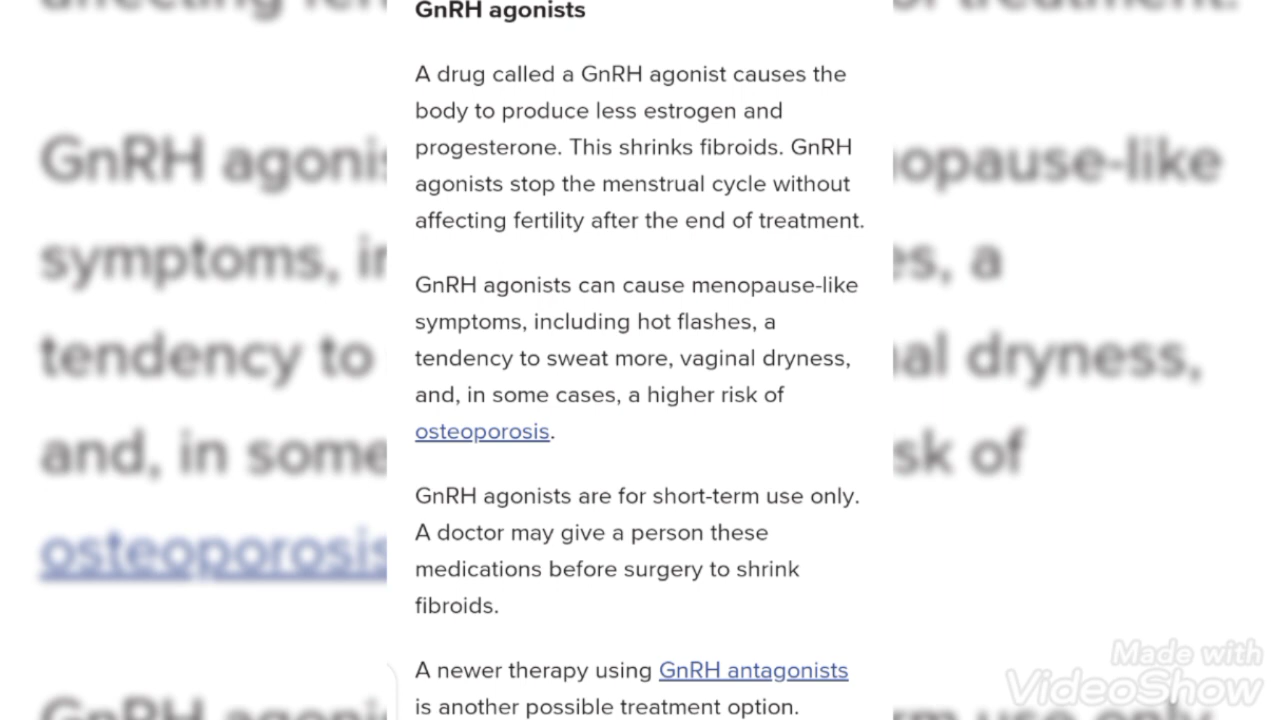 GnRH agonists
A drug called a GnRH agonist causes the
body to produce less estrogen and
progesterone. This shrinks fibroids. GnRH
agonists stop the menstrual cycle without
affecting fertility after the end of treatment.
GnRH agonists can cause menopause-like
symptoms, including hot flashes, a
tendency to sweat more, vaginal dryness,
and, in some cases, a higher risk of
osteoporosis.
GnRH agonists are for short-term use only.
A doctor may give a person these
medications before surgery to shrink
fibroids.
A newer therapy using GnRH antagonists
is another possible treatment option.
Made with
VideoShow